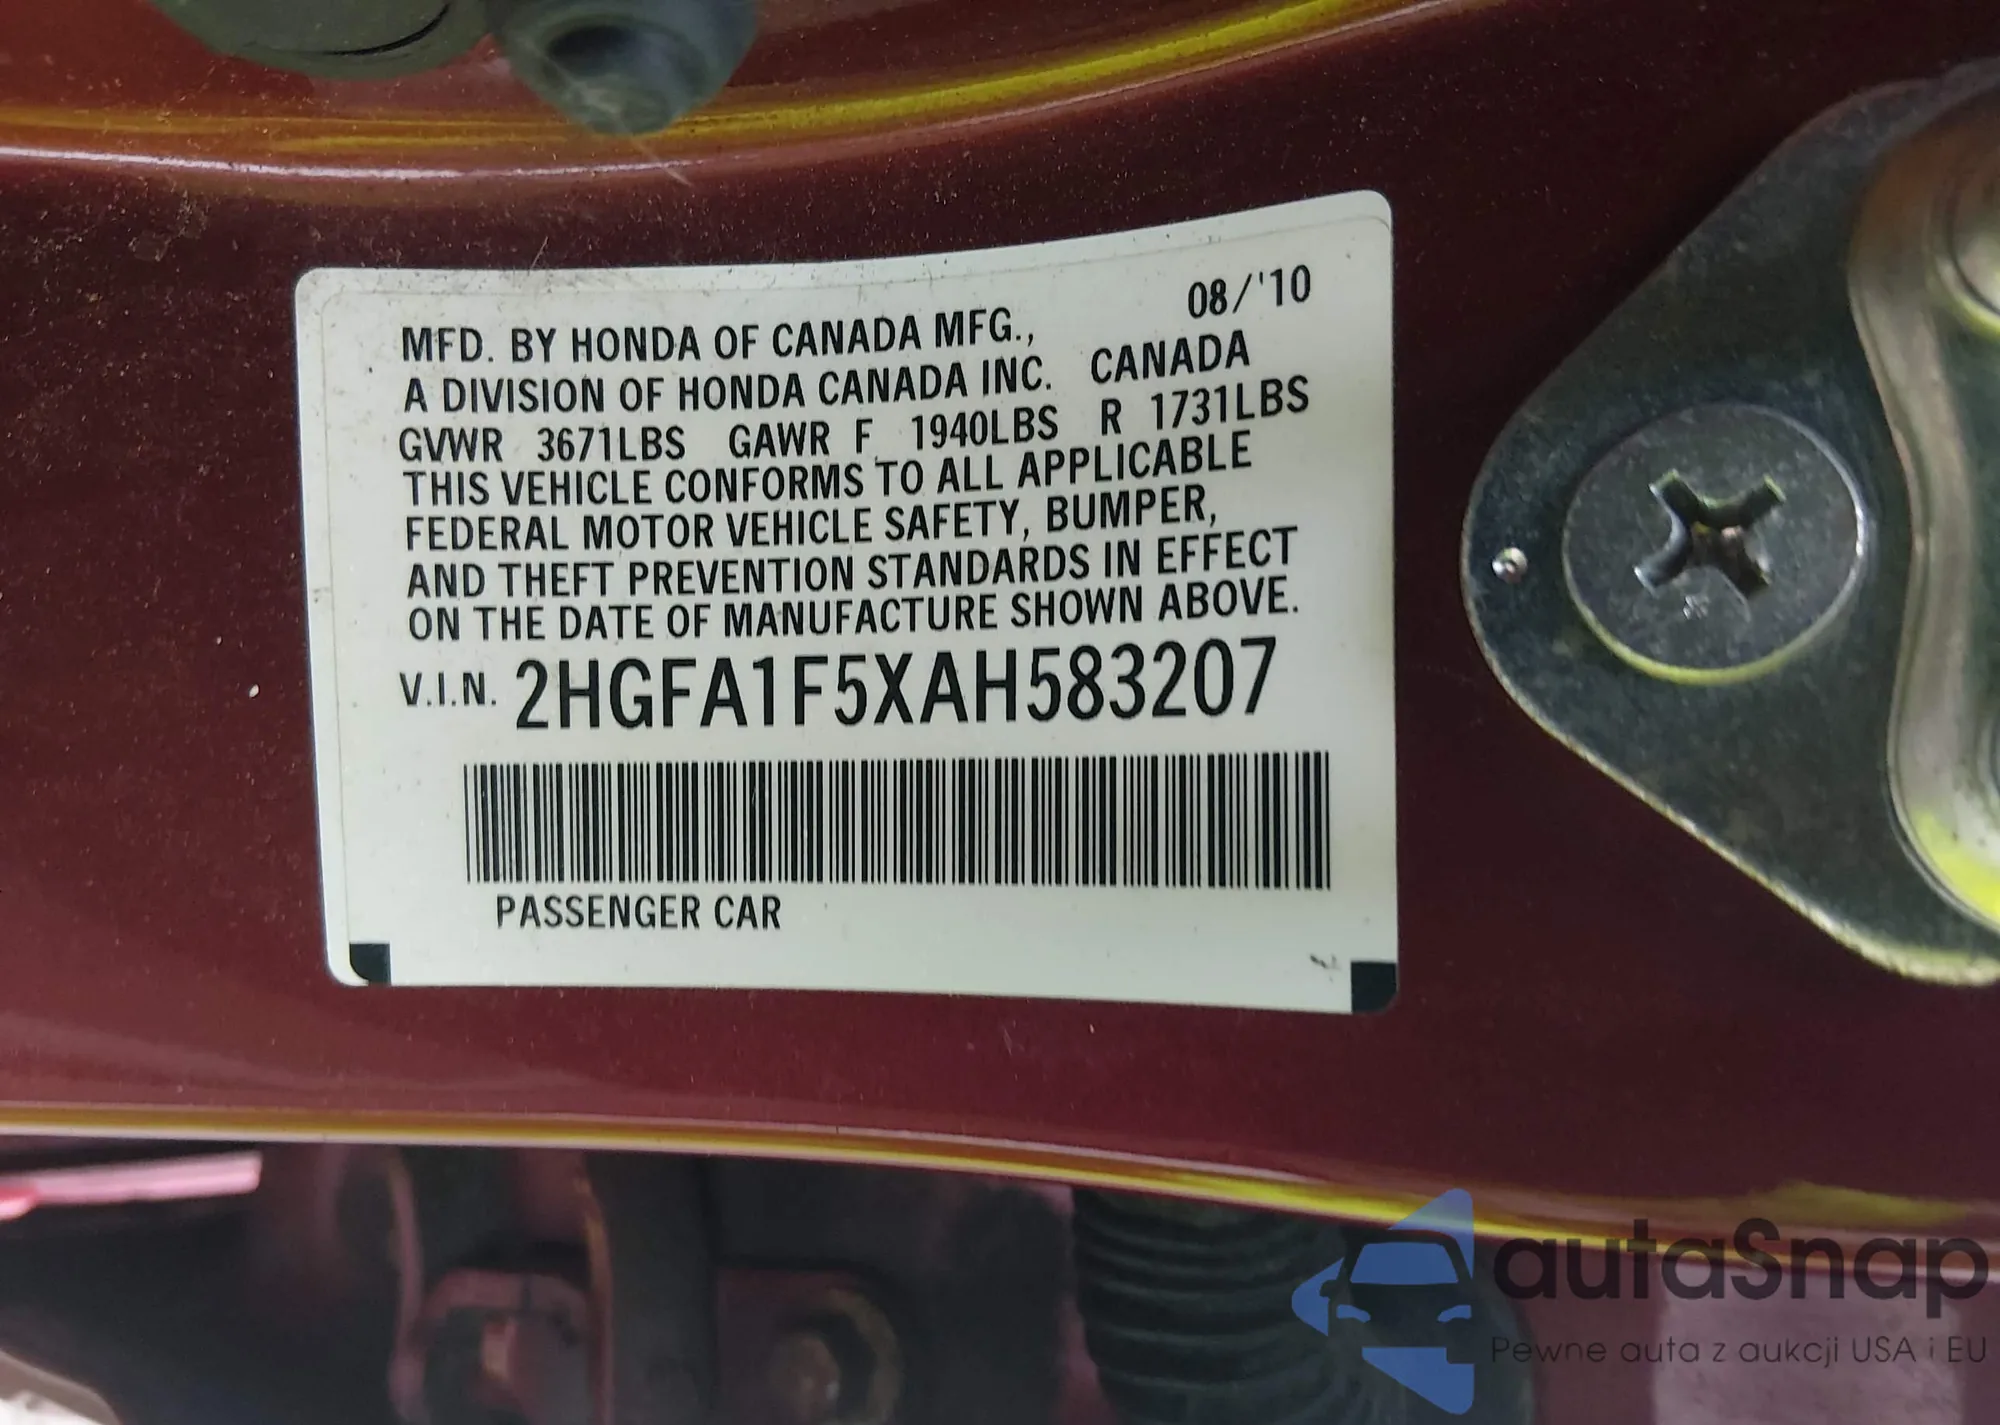 08/'10
MFD. BY HONDA OF CANADA MFG.,
A DIVISION OF HONDA CANADA INC. CANADA
GVWR 3671LBS GAWR F 1940LBS R 1731LBS
THIS VEHICLE CONFORMS TO ALL APPLICABLE
FEDERAL MOTOR VEHICLE SAFETY, BUMPER,
AND THEFT PREVENTION STANDARDS IN EFFECT
ON THE DATE OF MANUFACTURE SHOWN ABOVE.
V.I.N. 2HGFA1F5XAH583207
PASSENGER CAR
autaSnap
Pewne auta z aukcji USA i EU